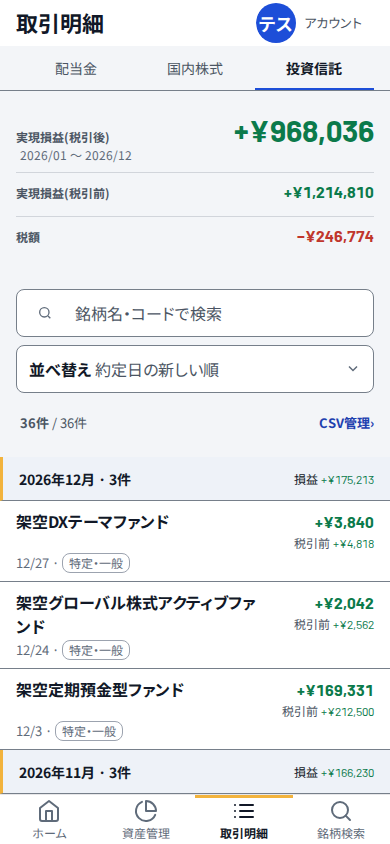 取引明細
テス アカウント
配当金 国内株式 投資信託
実現損益(税引後) +¥968,036
2026/01 〜 2026/12
実現損益(税引前) +¥1,214,810
税額 −¥246,774
銘柄名・コードで検索
並べ替え 約定日の新しい順
36件 / 36件 CSV管理›
2026年12月・3件 損益 +¥175,213
架空DXテーマファンド +¥3,840
税引前 +¥4,818
12/27・特定・一般
架空グローバル株式アクティブファ +¥2,042
ンド 税引前 +¥2,562
12/24・特定・一般
架空定期預金型ファンド +¥169,331
税引前 +¥212,500
12/3・特定・一般
2026年11月・3件 損益 +¥166,230
ホーム 資産管理 取引明細 銘柄検索